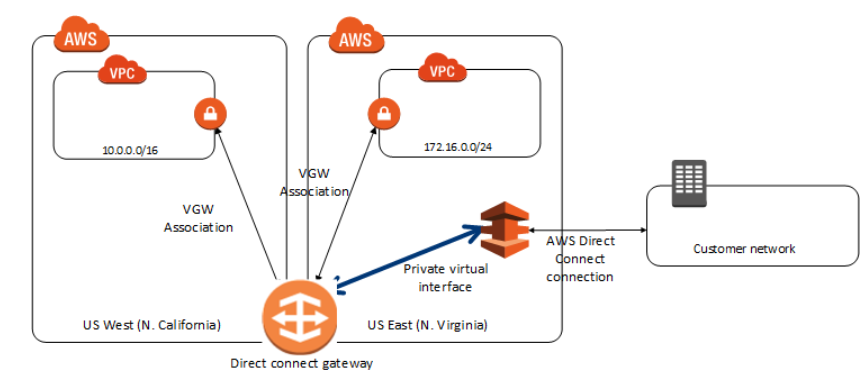 AWS
AWS
VPC
VPC
10.0.0.0/16
172.16.0.0/24
VGW
Association
VGW
Association
AWS Direct
Connect
connection
Customer network
Private virtual
interface
US West (N. California)
US East (N. Virginia)
Direct connect gateway